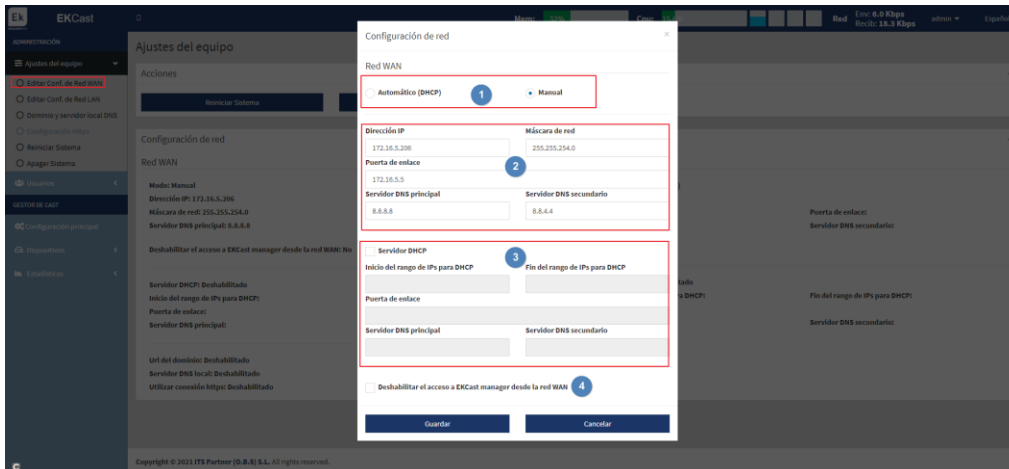 Ek EKCast
Mem: 52% Cpu: Red Env: 6.0 Kbps admin Español
Recib: 18.3 Kbps
ADMINISTRACIÓN
Ajustes del equipo
Editar Conf. de Red WAN
Editar Conf. de Red LAN
Dominio y servidor local DNS
Configuración https
Reiniciar Sistema
Apagar Sistema
Usuarios
GESTOR DE CAST
Configuración principal
Dispositivos
Estadísticas
Ajustes del equipo
Acciones
Reiniciar Sistema
Configuración de red
Red WAN
Modo: Manual
Dirección IP: 172.16.5.206
Máscara de red: 255.255.254.0
Servidor DNS principal: 8.8.8.8
Deshabilitar el acceso a EKCast manager desde la red WAN: No
Servidor DHCP: Deshabilitado
Inicio del rango de IPs para DHCP:
Puerta de enlace:
Servidor DNS principal:
Url del dominio: Deshabilitado
Servidor DNS local: Deshabilitado
Utilizar conexión https: Deshabilitado
Puerta de enlace:
Servidor DNS secundario:
Fin del rango de IPs para DHCP:
Servidor DNS secundario:
Configuración de red ×
Red WAN
Automático (DHCP) 1 Manual
Dirección IP Máscara de red
172.16.5.206 255.255.254.0
Puerta de enlace 2
172.16.5.5
Servidor DNS principal Servidor DNS secundario
8.8.8.8 8.8.4.4
Servidor DHCP 3
Inicio del rango de IPs para DHCP Fin del rango de IPs para DHCP
Puerta de enlace
Servidor DNS principal Servidor DNS secundario
Deshabilitar el acceso a EKCast manager desde la red WAN 4
Guardar Cancelar
Copyright © 2021 ITS Partner (O.B.S) S.L. All rights reserved.